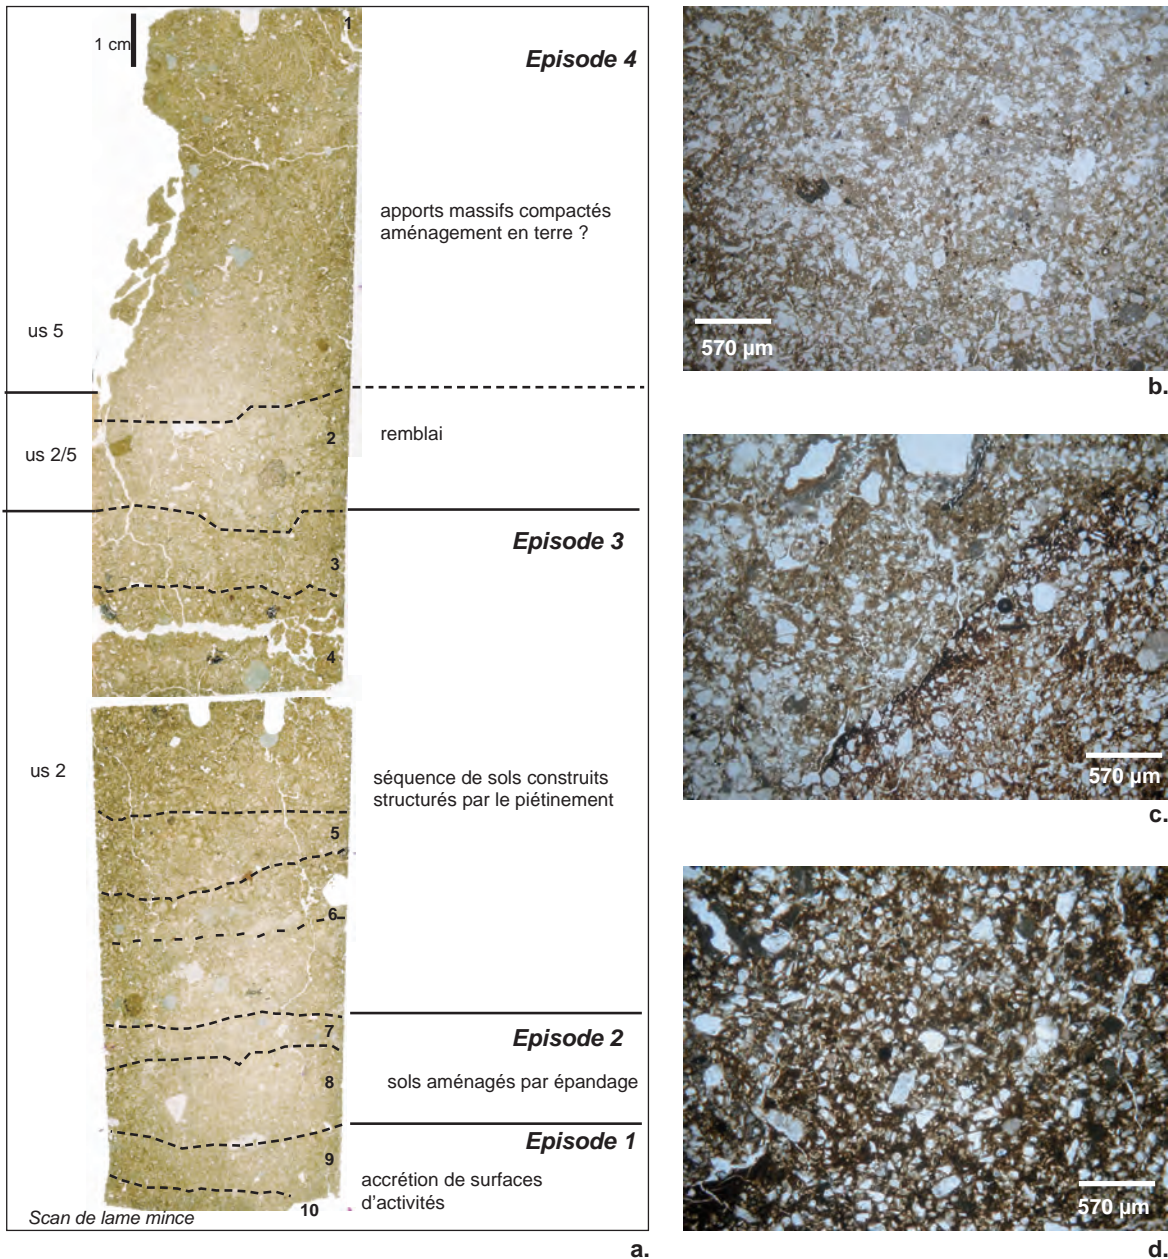 1
1 cm
Episode 4
apports massifs compactés
aménagement en terre ?
us 5
2
remblai
us 2/5
Episode 3
3
4
us 2
séquence de sols construits
structurés par le piétinement
5
6
7
Episode 2
8
sols aménagés par épandage
Episode 1
9
accrétion de surfaces
d'activités
10
Scan de lame mince
a.
570 µm
b.
570 µm
c.
570 µm
d.